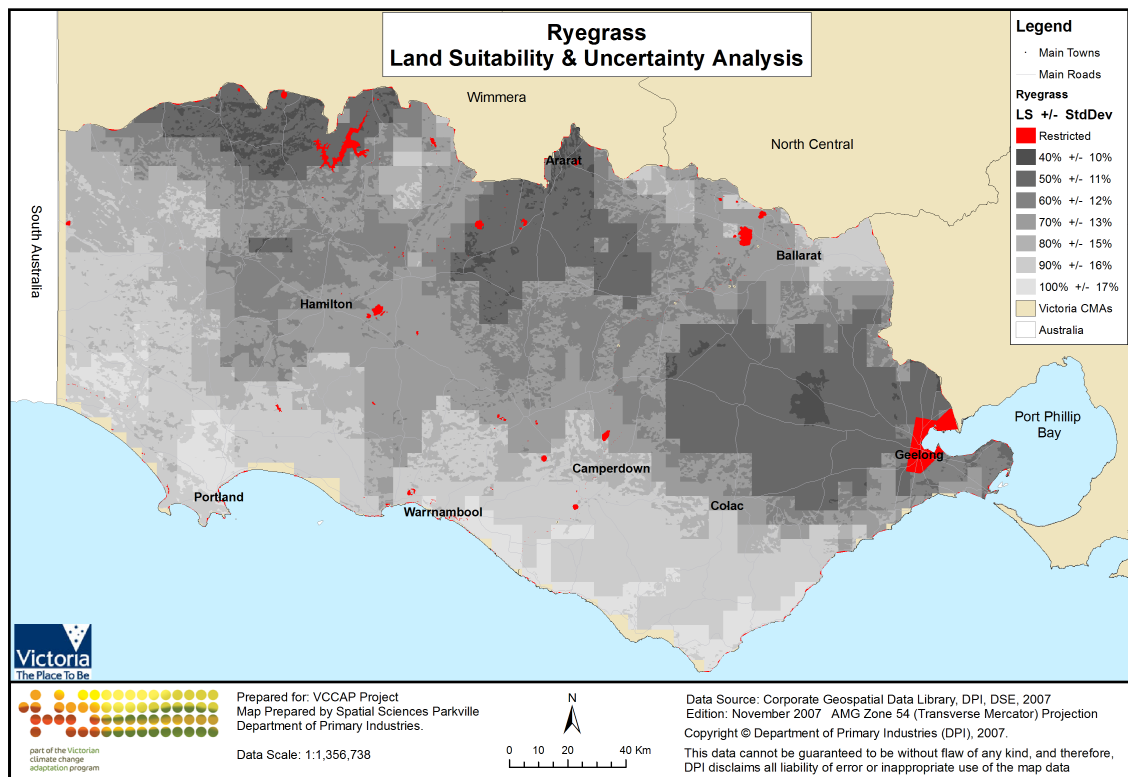 Ryegrass
Land Suitability & Uncertainty Analysis
Legend
Main Towns
Main Roads
Ryegrass
LS +/- StdDev
Restricted
40% +/- 10%
50% +/- 11%
60% +/- 12%
70% +/- 13%
80% +/- 15%
90% +/- 16%
100% +/- 17%
Victoria CMAs
Australia
Wimmera
North Central
Ararat
South Australia
Ballarat
Hamilton
Port Phillip
Bay
Geelong
Camperdown
Portland
Colac
Warrnambool
Victoria
The Place To Be
part of the Victorian
climate change
adaptation program
Prepared for: VCCAP Project
Map Prepared by Spatial Sciences Parkville
Department of Primary Industries.
Data Scale: 1:1,356,738
N
0 10 20 40 Km
Data Source: Corporate Geospatial Data Library, DPI, DSE, 2007
Edition: November 2007 AMG Zone 54 (Transverse Mercator) Projection
Copyright © Department of Primary Industries (DPI), 2007.
This data cannot be guaranteed to be without flaw of any kind, and therefore,
DPI disclaims all liability of error or inappropriate use of the map data